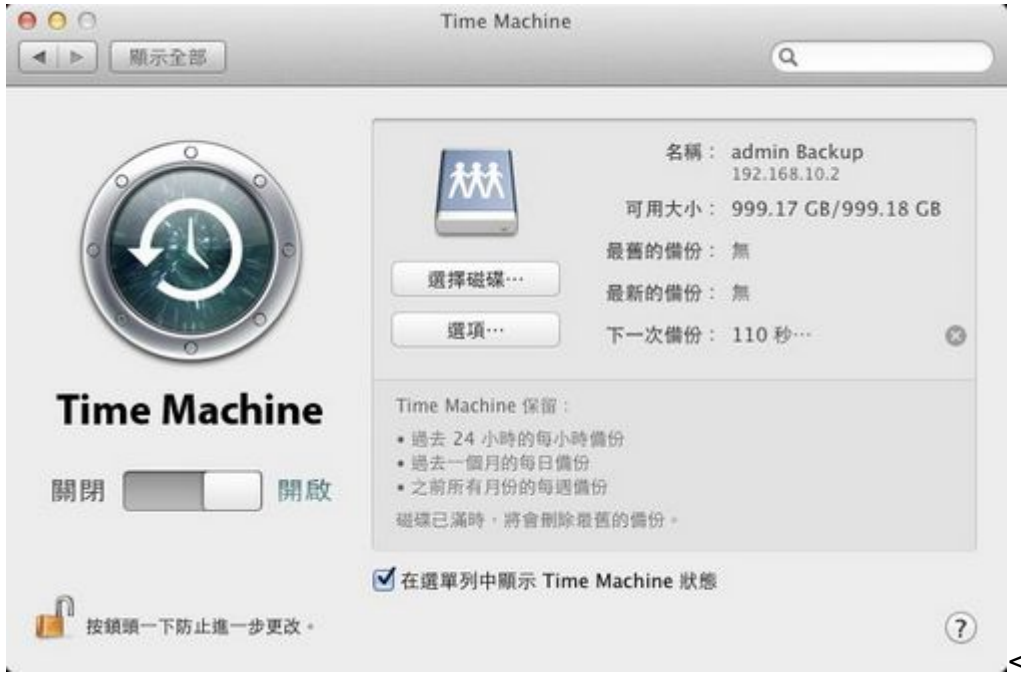 Time Machine
顯示全部
名稱： admin Backup
192.168.10.2
可用大小： 999.17 GB/999.18 GB
最舊的備份： 無
最新的備份： 無
下一次備份： 110 秒…
選擇磁碟…
選項…
Time Machine
關閉 開啟
Time Machine 保留：
• 過去 24 小時的每小時備份
• 過去一個月的每日備份
• 之前所有月份的每週備份
磁碟已滿時，將會刪除最舊的備份。
在選單列中顯示 Time Machine 狀態
按鎖頭一下防止進一步更改。
?
<